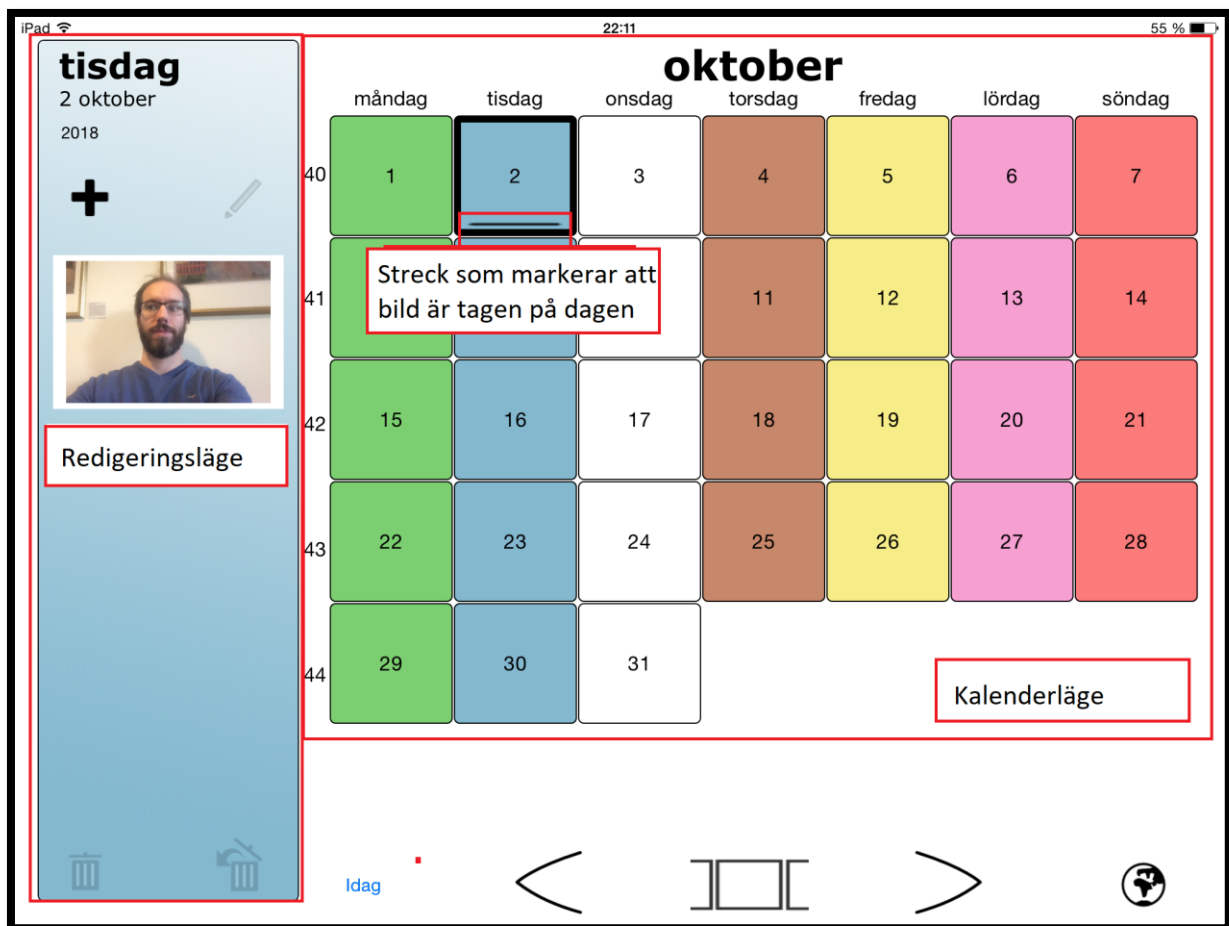 iPad 22:11 55 %
tisdag
2 oktober
2018
Redigeringsläge
oktober
måndag tisdag onsdag torsdag fredag lördag söndag
40 1 2 3 4 5 6 7
Streck som markerar att
bild är tagen på dagen
41 11 12 13 14
42 15 16 17 18 19 20 21
43 22 23 24 25 26 27 28
44 29 30 31
Kalenderläge
Idag